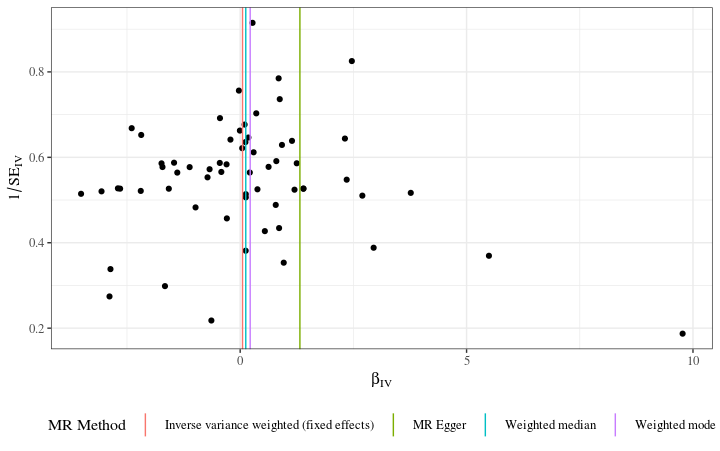 0.8
0.6
0.4
0.2
1/SE_IV
0 5 10
β_IV
MR Method Inverse variance weighted (fixed effects) MR Egger Weighted median Weighted mode